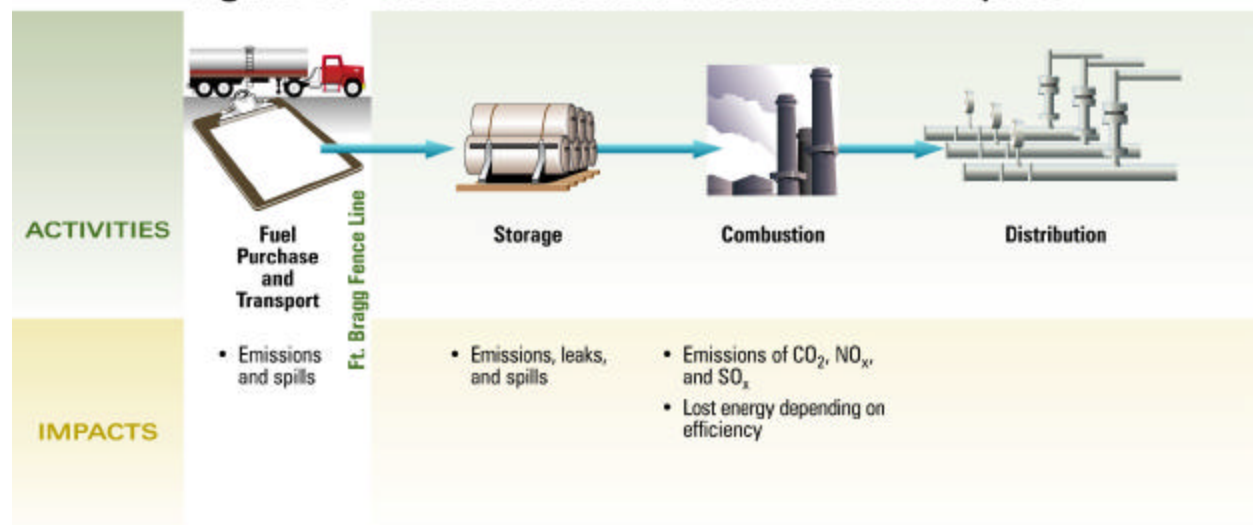 ACTIVITIES
Fuel
Purchase
and
Transport
Ft. Bragg Fence Line
Storage
Combustion
Distribution
IMPACTS
• Emissions
and spills
• Emissions, leaks,
and spills
• Emissions of CO₂, NOₓ,
and SOₓ
• Lost energy depending on
efficiency